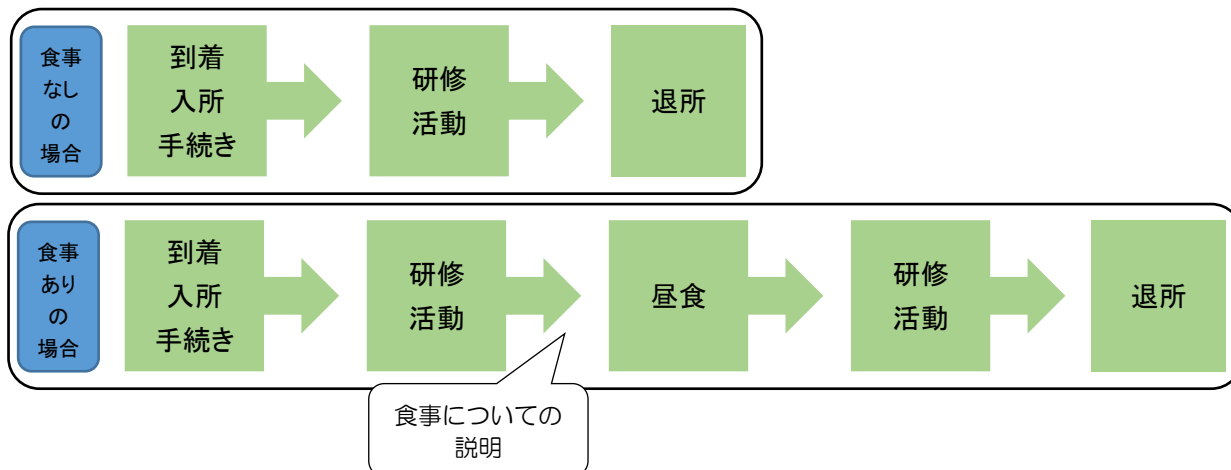 食事
なし
の
場合
到着
入所
手続き
研修
活動
退所
食事
あり
の
場合
到着
入所
手続き
研修
活動
昼食
研修
活動
退所
食事についての
説明